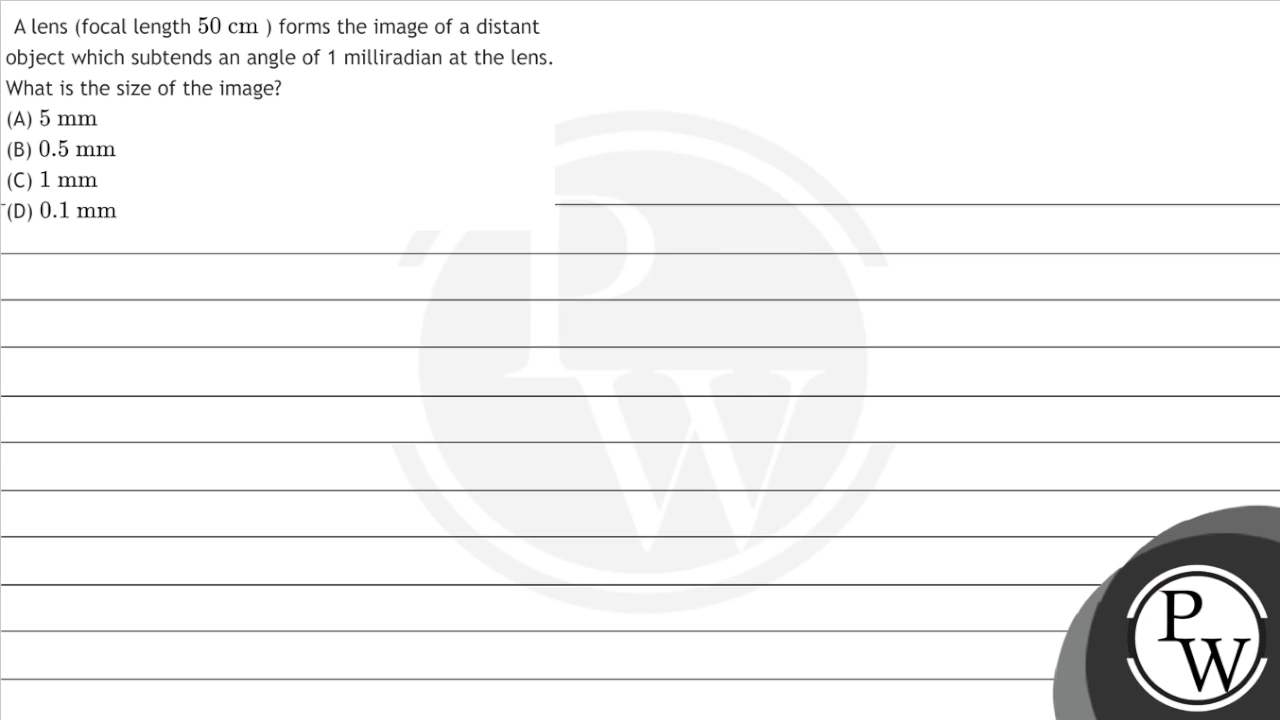 A lens (focal length 50 cm ) forms the image of a distant
object which subtends an angle of 1 milliradian at the lens.
What is the size of the image?
(A) 5 mm
(B) 0.5 mm
(C) 1 mm
(D) 0.1 mm
P
W
P
W